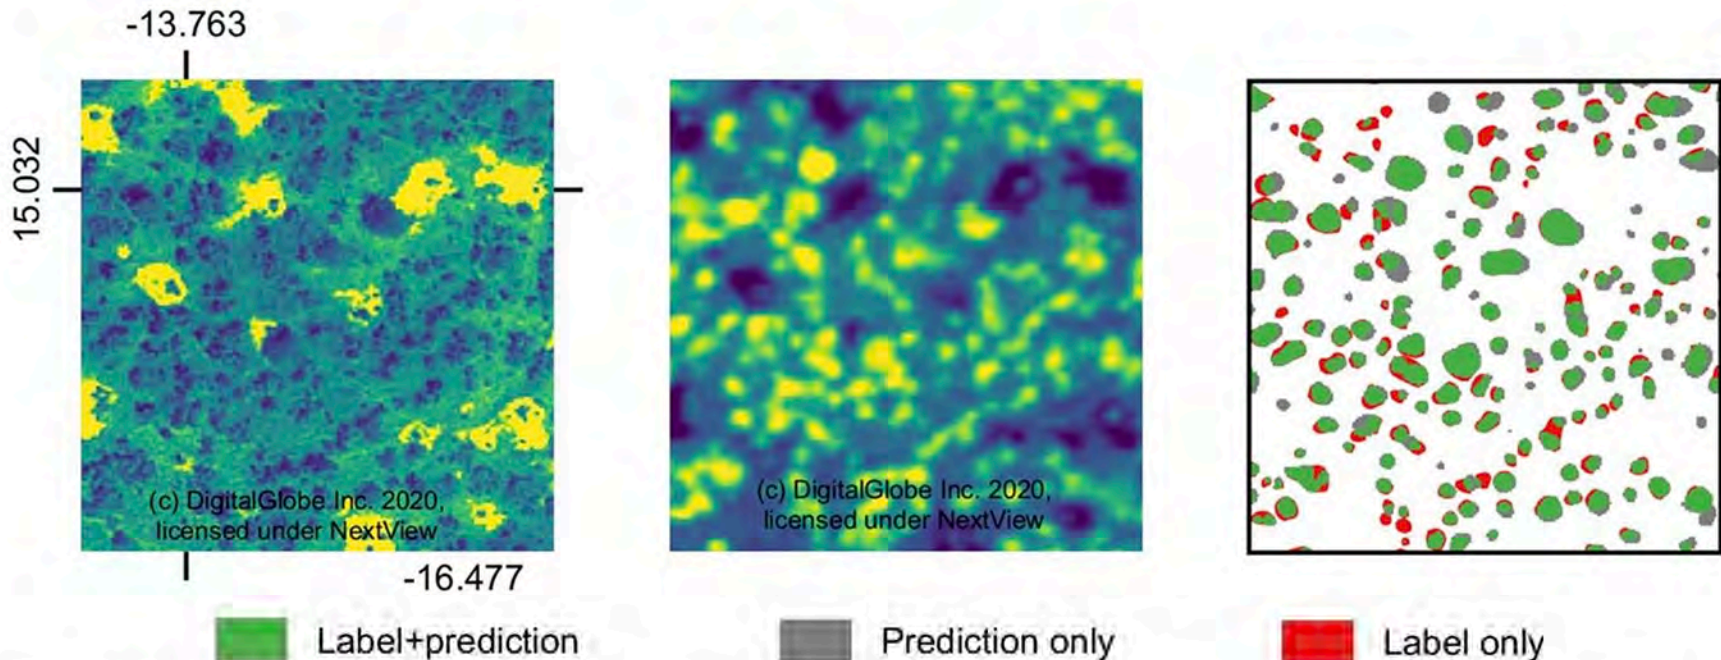 -13.763
15.032
(c) DigitalGlobe Inc. 2020,
licensed under NextView
(c) DigitalGlobe Inc. 2020,
licensed under NextView
-16.477
Label+prediction
Prediction only
Label only